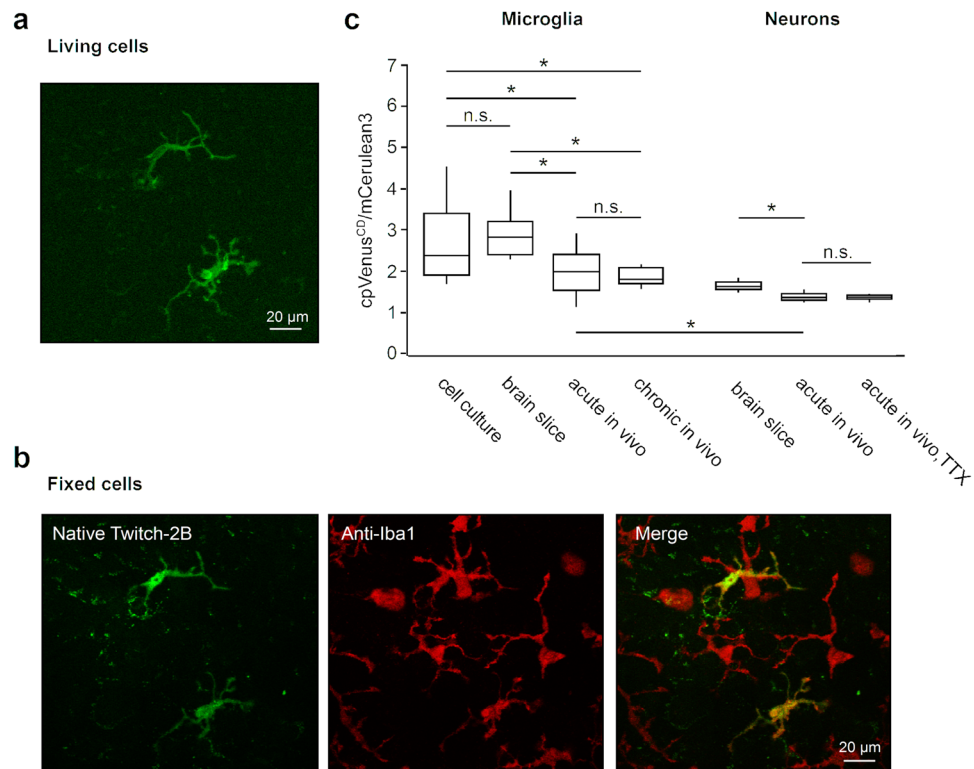 a
Living cells
20 µm
c
Microglia
Neurons
cpVenusCD/mCerulean3
7
6
5
4
3
2
1
0
*
*
n.s.
*
*
n.s.
*
*
n.s.
cell culture
brain slice
acute in vivo
chronic in vivo
brain slice
acute in vivo
acute in vivo, TTX
b
Fixed cells
Native Twitch-2B
Anti-Iba1
Merge
20 µm